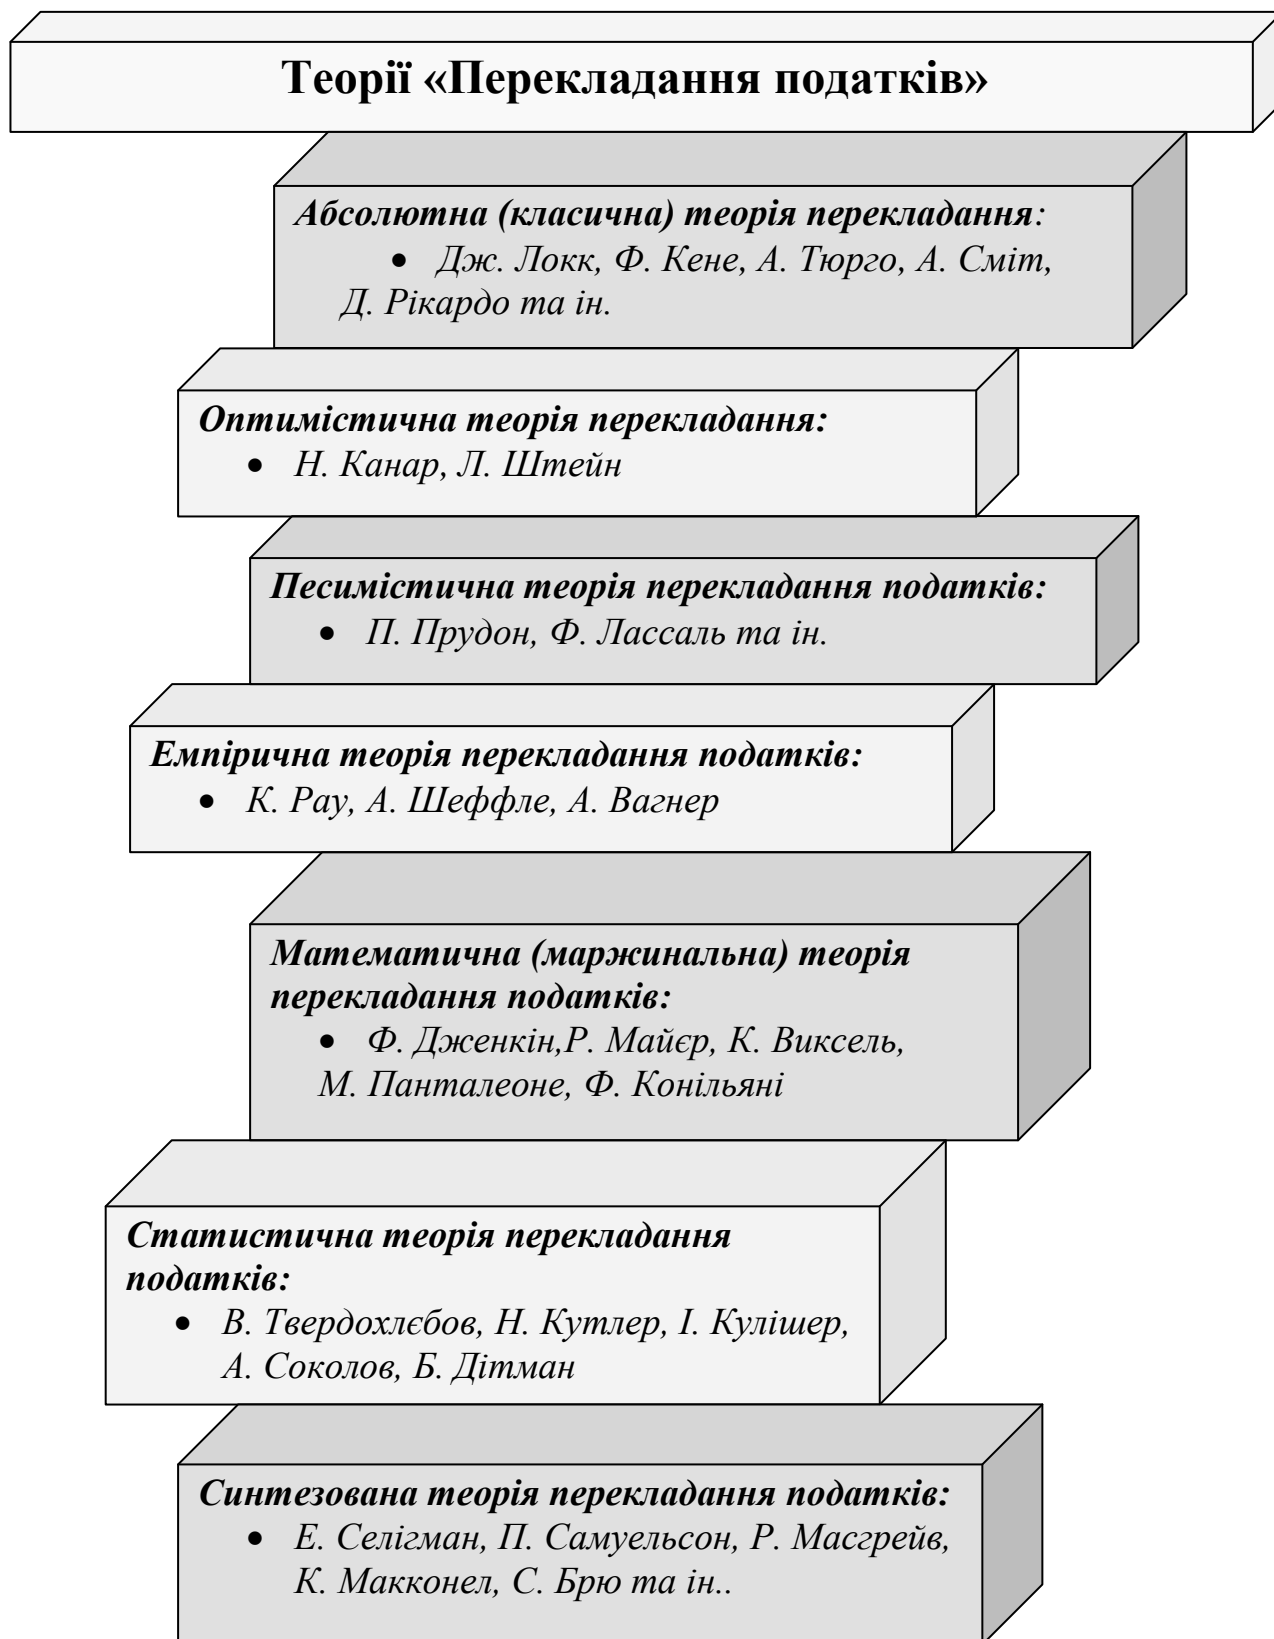 Теорії «Перекладання податків»
Абсолютна (класична) теорія перекладання:
• Дж. Локк, Ф. Кене, А. Тюрго, А. Сміт,
Д. Рікардо та ін.
Оптимістична теорія перекладання:
• Н. Канар, Л. Штейн
Песимістична теорія перекладання податків:
• П. Прудон, Ф. Лассаль та ін.
Емпірична теорія перекладання податків:
• К. Рау, А. Шеффле, А. Вагнер
Математична (маржинальна) теорія
перекладання податків:
• Ф. Дженкін,Р. Майєр, К. Виксель,
М. Панталеоне, Ф. Конільяні
Статистична теорія перекладання
податків:
• В. Твердохлєбов, Н. Кутлер, І. Кулішер,
А. Соколов, Б. Дітман
Синтезована теорія перекладання податків:
• Е. Селігман, П. Самуельсон, Р. Масгрейв,
К. Макконел, С. Брю та ін..